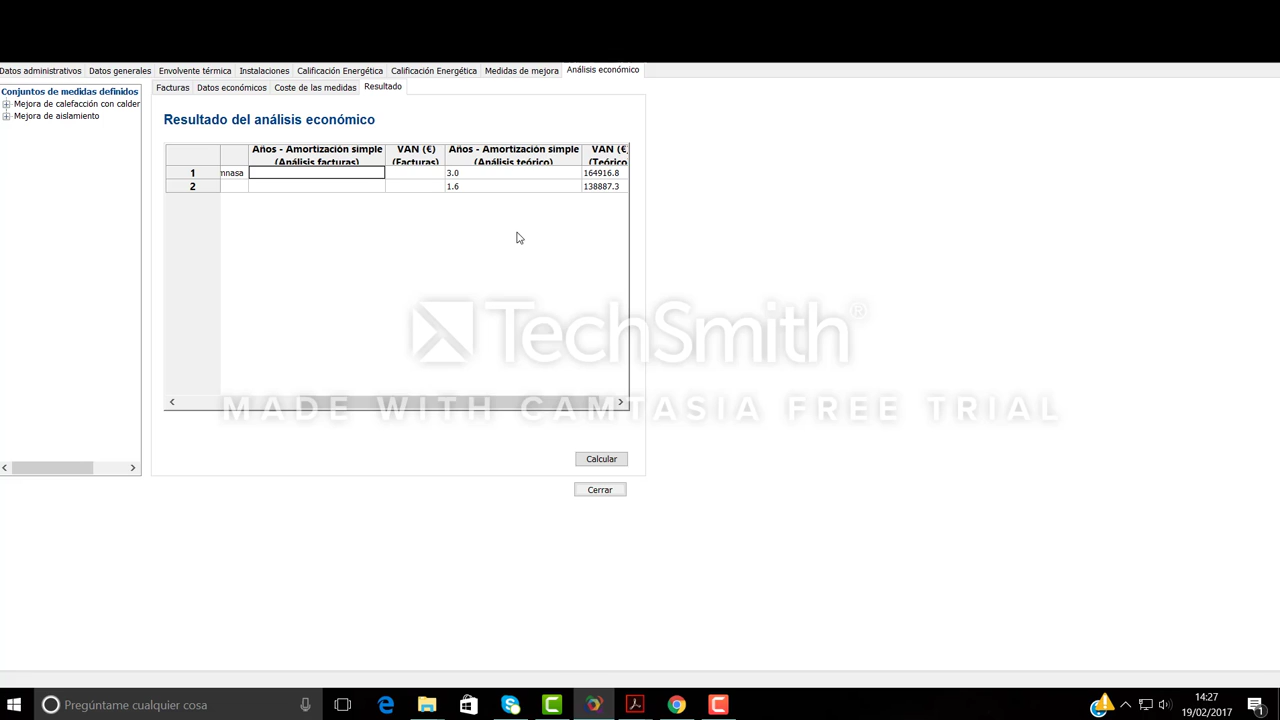 Datos administrativos Datos generales Envolvente térmica Instalaciones Calificación Energética Calificación Energética Medidas de mejora Análisis económico
Conjuntos de medidas definidos
Mejora de calefacción con calder
Mejora de aislamiento
Facturas Datos económicos Coste de las medidas Resultado
Resultado del análisis económico
Años - Amortización simple VAN (€) Años - Amortización simple VAN (€
(Análisis facturas) (Facturas) (Análisis teórico) (Teórico
1 nnasa 3.0 164916.8
2 1.6 138887.3
TechSmith®
MADE WITH CAMTASIA FREE TRIAL
Calcular
Cerrar
Pregúntame cualquier cosa
14:27
19/02/2017
1